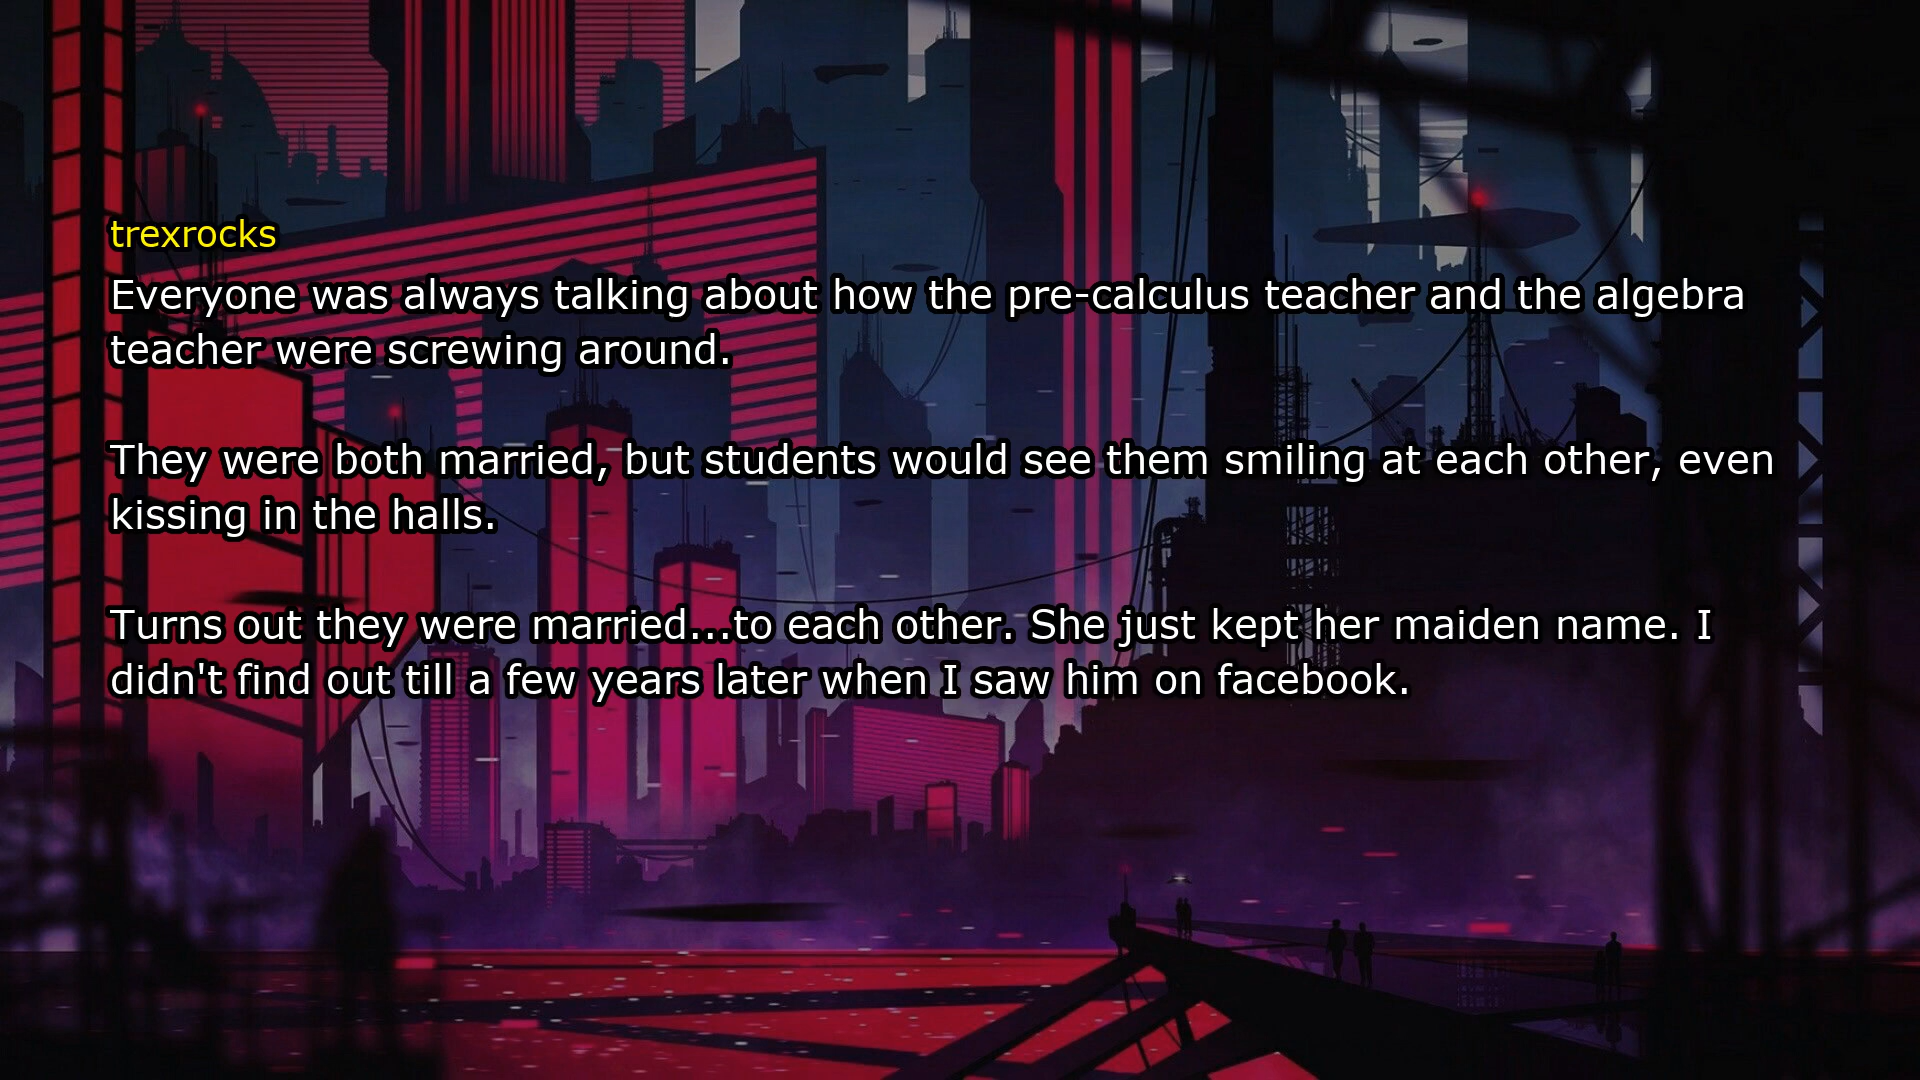 trexrocks
Everyone was always talking about how the pre-calculus teacher and the algebra
teacher were screwing around.
They were both married, but students would see them smiling at each other, even
kissing in the halls.
Turns out they were married...to each other. She just kept her maiden name. I
didn't find out till a few years later when I saw him on facebook.